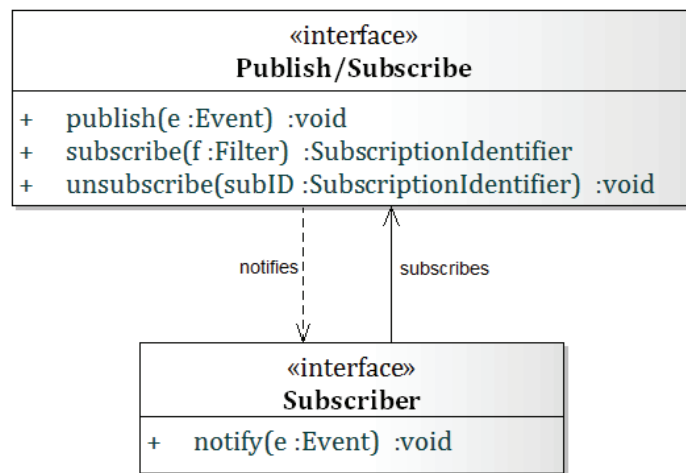 «interface»
Publish/Subscribe
+ publish(e :Event) :void
+ subscribe(f :Filter) :SubscriptionIdentifier
+ unsubscribe(subID :SubscriptionIdentifier) :void
notifies subscribes
«interface»
Subscriber
+ notify(e :Event) :void